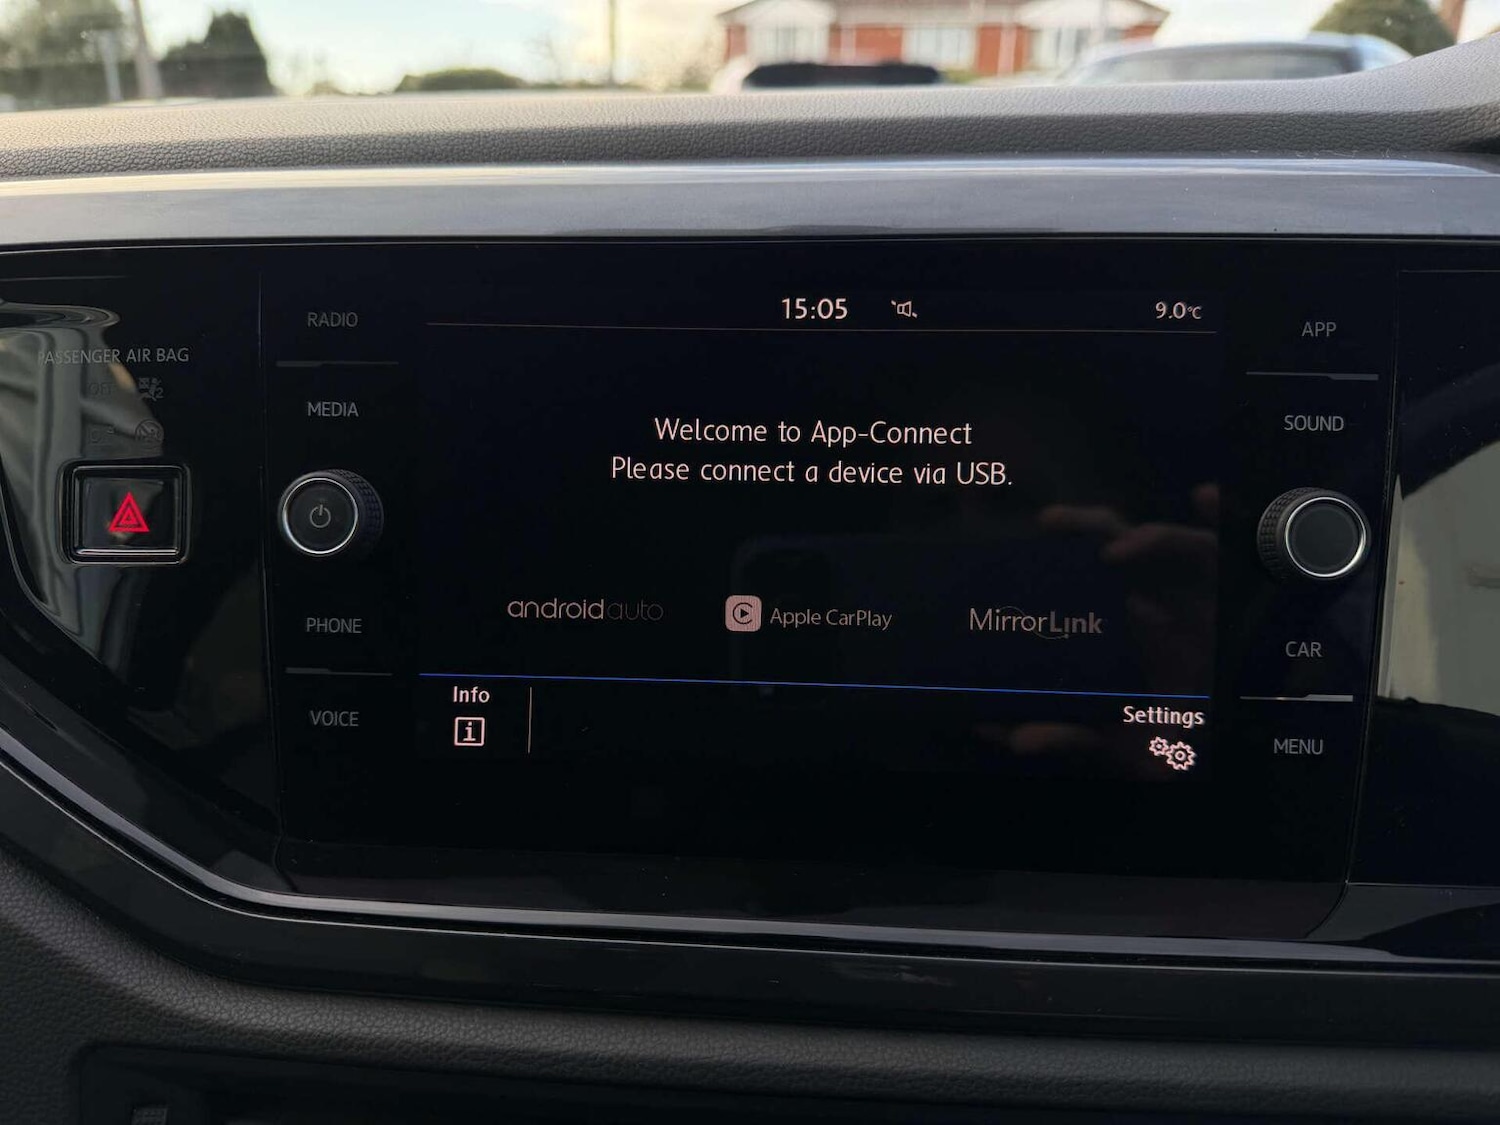 15:05
9.0°C
RADIO
APP
PASSENGER AIR BAG
OFF
MEDIA
SOUND
Welcome to App-Connect
Please connect a device via USB.
androidauto
Apple CarPlay
MirrorLink
PHONE
CAR
Info
Settings
VOICE
MENU